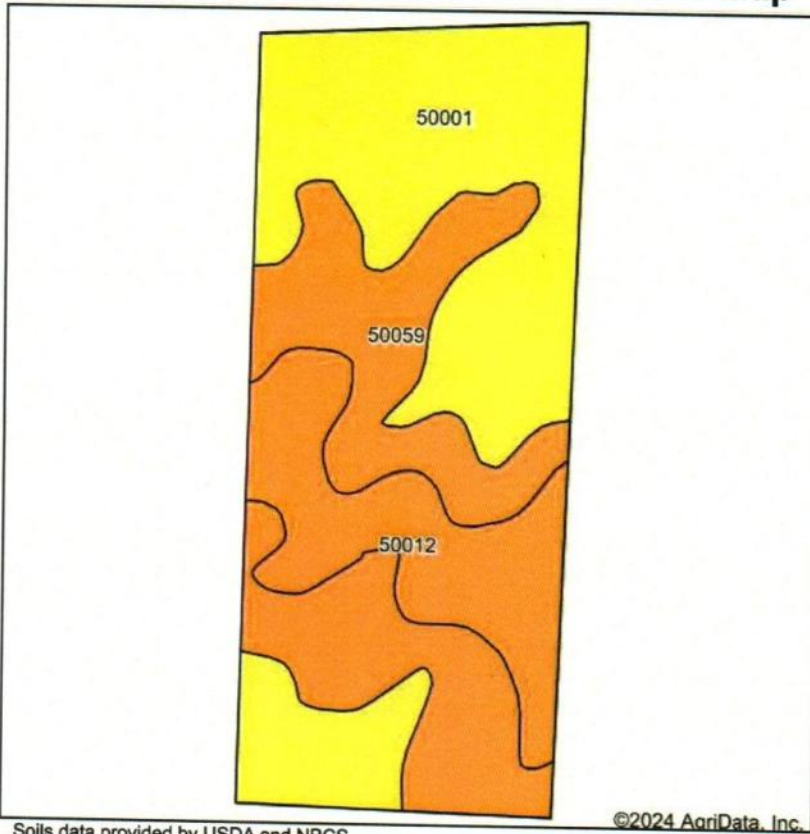 50001
50059
50012
©2024 AgriData, Inc.
Soils data provided by USDA and NRCS